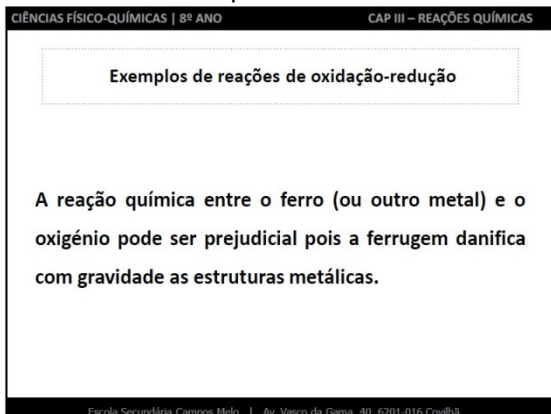 CIÊNCIAS FÍSICO-QUÍMICAS | 8º ANO CAP III – REAÇÕES QUÍMICAS
Exemplos de reações de oxidação-redução
A reação química entre o ferro (ou outro metal) e o
oxigénio pode ser prejudicial pois a ferrugem danifica
com gravidade as estruturas metálicas.
Escola Secundária Campos Melo | Av. Vasco da Gama, 40, 6201-016 Covilhã